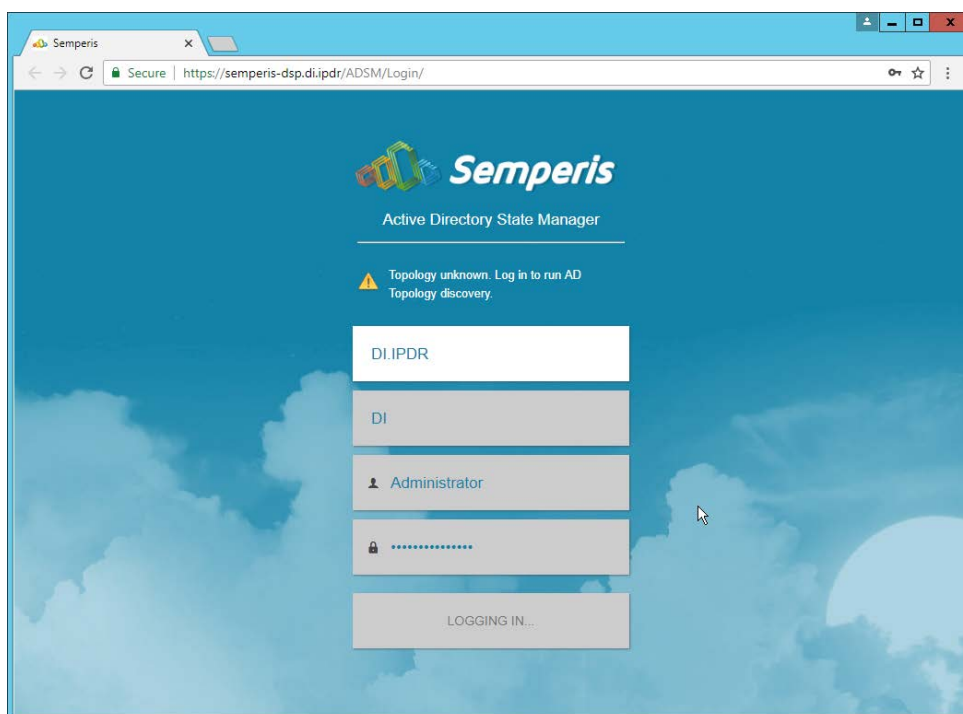 Semperis
Secure | https://semperis-dsp.di.ipdr/ADSM/Login/
Semperis
Active Directory State Manager
Topology unknown. Log in to run AD
Topology discovery.
DI.IPDR
DI
Administrator
•••••••••••••••
LOGGING IN...